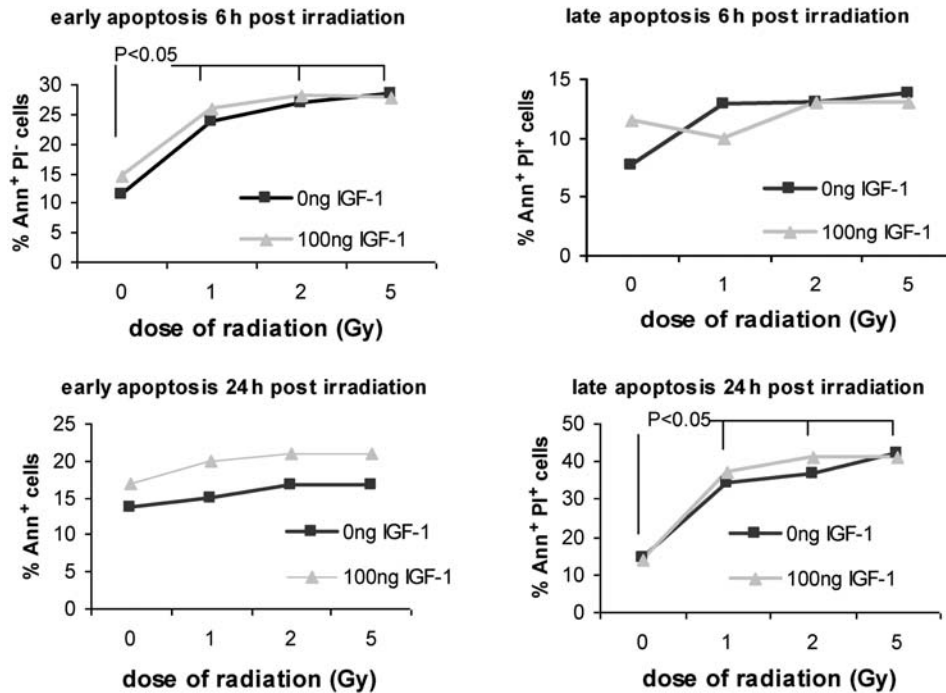 early apoptosis 6h post irradiation
P<0.05
30
25
20
15
10
5
0
% Ann⁺ PI⁻ cells
0ng IGF-1
100ng IGF-1
0 1 2 5
dose of radiation (Gy)
late apoptosis 6h post irradiation
15
10
5
0
% Ann⁺ PI⁺ cells
0ng IGF-1
100ng IGF-1
0 1 2 5
dose of radiation (Gy)
early apoptosis 24h post irradiation
25
20
15
10
5
0
% Ann⁺ cells
0ng IGF-1
100ng IGF-1
0 1 2 5
dose of radiation (Gy)
late apoptosis 24h post irradiation
P<0.05
50
40
30
20
10
0
% Ann⁺ PI⁺ cells
0ng IGF-1
100ng IGF-1
0 1 2 5
dose of radiation (Gy)